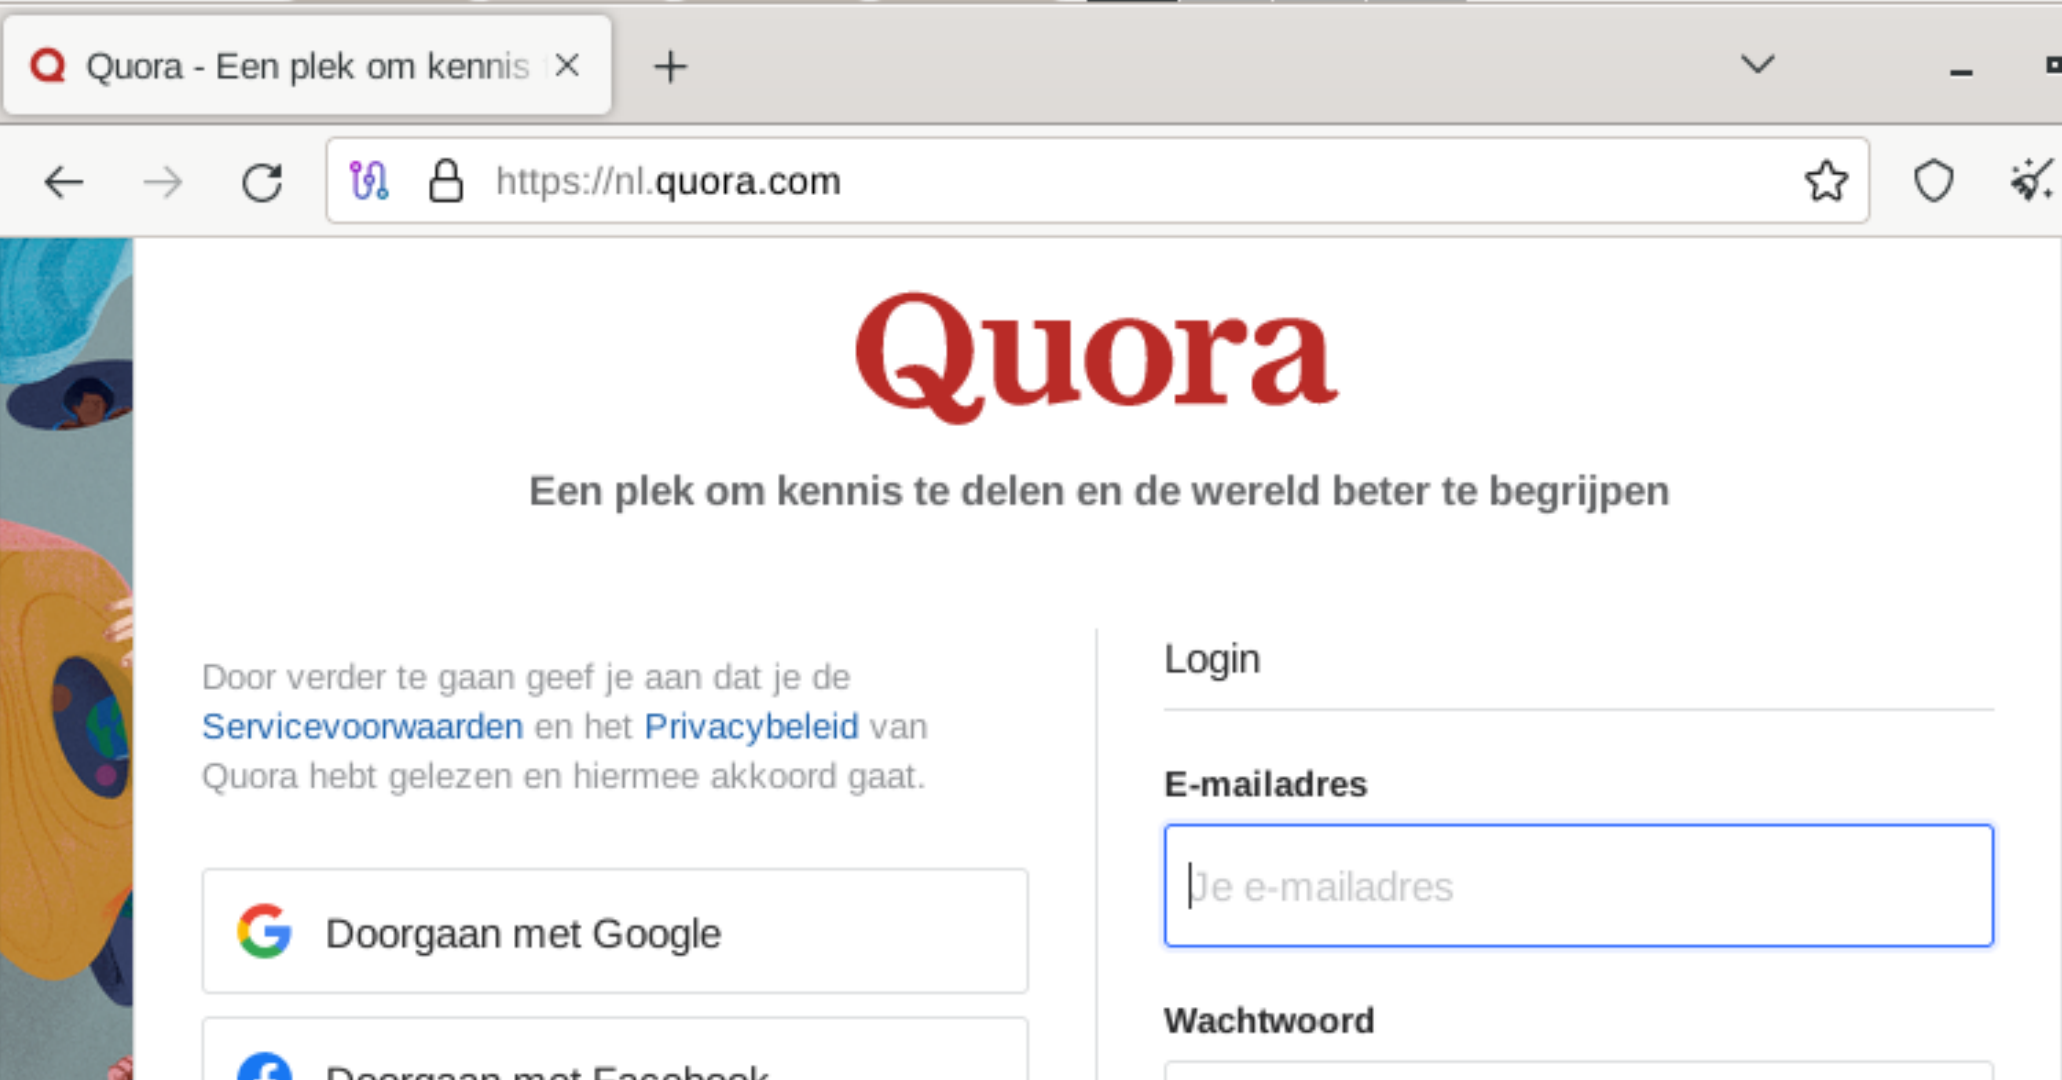 Quora - Een plek om kennis
https://nl.quora.com
Quora
Een plek om kennis te delen en de wereld beter te begrijpen
Door verder te gaan geef je aan dat je de
Servicevoorwaarden en het Privacybeleid van
Quora hebt gelezen en hiermee akkoord gaat.
Doorgaan met Google
Doorgaan met Facebook
Login
E-mailadres
Je e-mailadres
Wachtwoord